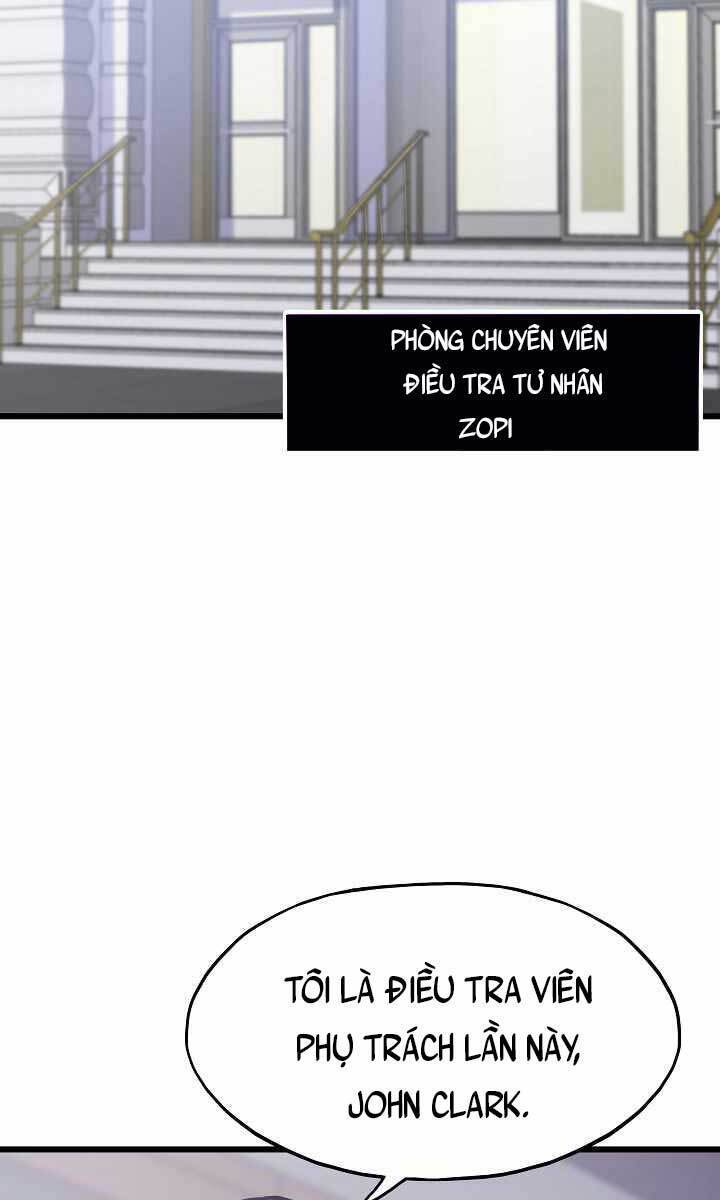 PHÒNG CHUYÊN VIÊN
ĐIỀU TRA TƯ NHÂN
ZOPI
TÔI LÀ ĐIỀU TRA VIÊN
PHỤ TRÁCH LẦN NÀY,
JOHN CLARK.